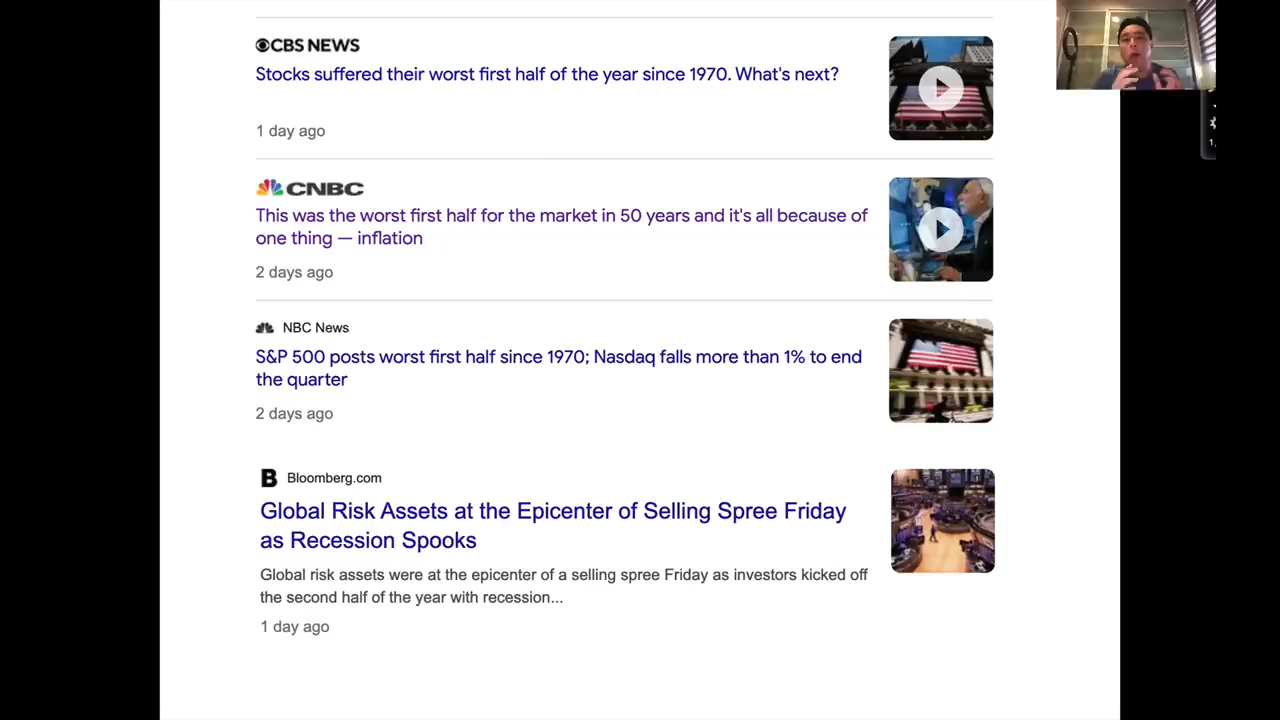 CBS NEWS
Stocks suffered their worst first half of the year since 1970. What's next?
1 day ago
CNBC
This was the worst first half for the market in 50 years and it's all because of
one thing — inflation
2 days ago
NBC News
S&P 500 posts worst first half since 1970; Nasdaq falls more than 1% to end
the quarter
2 days ago
B Bloomberg.com
Global Risk Assets at the Epicenter of Selling Spree Friday
as Recession Spooks
Global risk assets were at the epicenter of a selling spree Friday as investors kicked off
the second half of the year with recession...
1 day ago